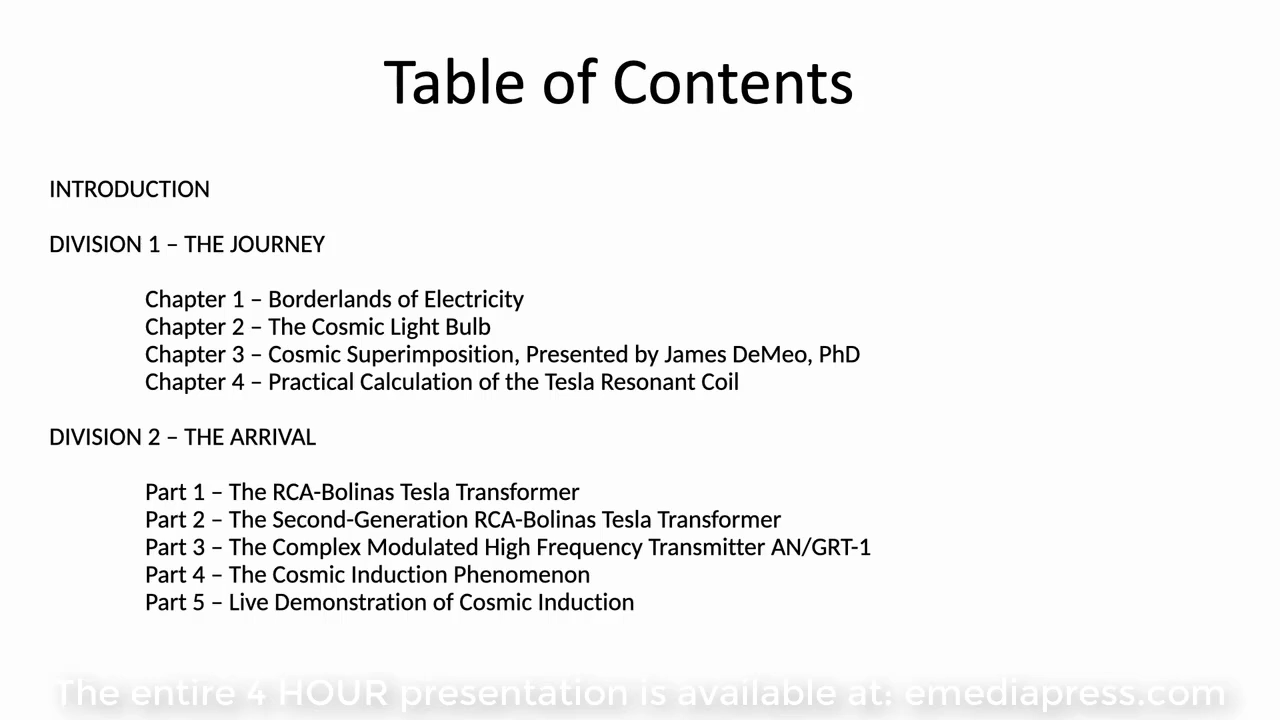 Table of Contents
INTRODUCTION
DIVISION 1 – THE JOURNEY
Chapter 1 – Borderlands of Electricity
Chapter 2 – The Cosmic Light Bulb
Chapter 3 – Cosmic Superimposition, Presented by James DeMeo, PhD
Chapter 4 – Practical Calculation of the Tesla Resonant Coil
DIVISION 2 – THE ARRIVAL
Part 1 – The RCA-Bolinas Tesla Transformer
Part 2 – The Second-Generation RCA-Bolinas Tesla Transformer
Part 3 – The Complex Modulated High Frequency Transmitter AN/GRT-1
Part 4 – The Cosmic Induction Phenomenon
Part 5 – Live Demonstration of Cosmic Induction
The entire 4 HOUR presentation is available at: emediapress.com